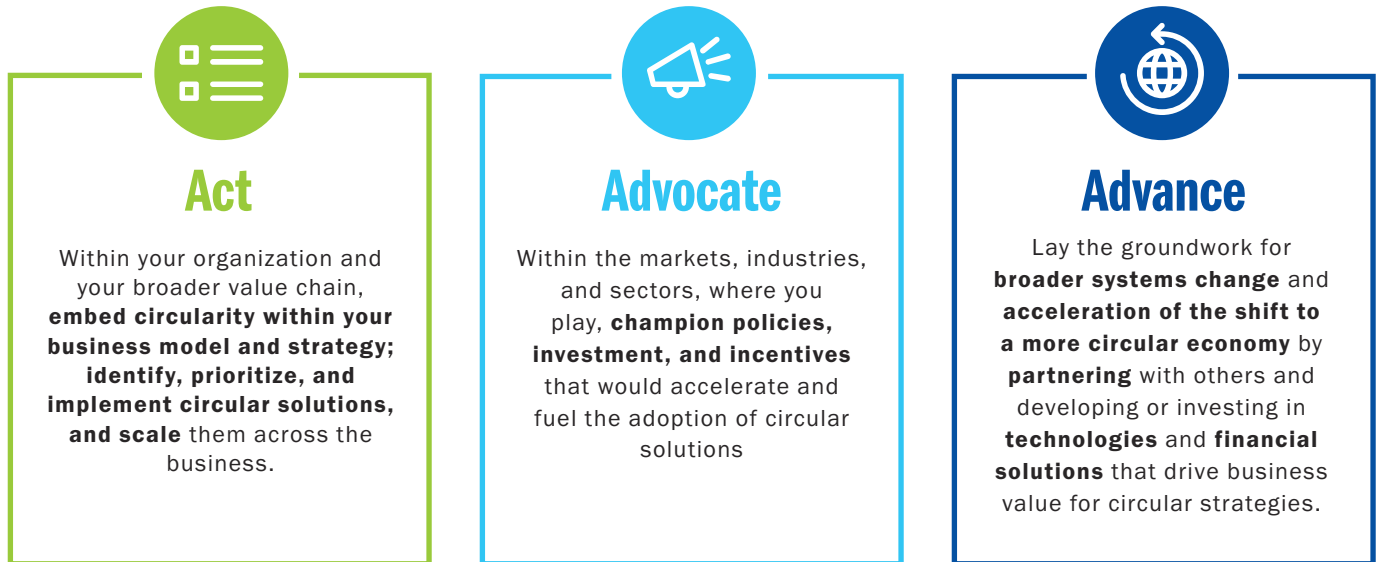 Act
Within your organization and
your broader value chain,
embed circularity within your
business model and strategy;
identify, prioritize, and
implement circular solutions,
and scale them across the
business.
Advocate
Within the markets, industries,
and sectors, where you
play, champion policies,
investment, and incentives
that would accelerate and
fuel the adoption of circular
solutions
Advance
Lay the groundwork for
broader systems change and
acceleration of the shift to
a more circular economy by
partnering with others and
developing or investing in
technologies and financial
solutions that drive business
value for circular strategies.